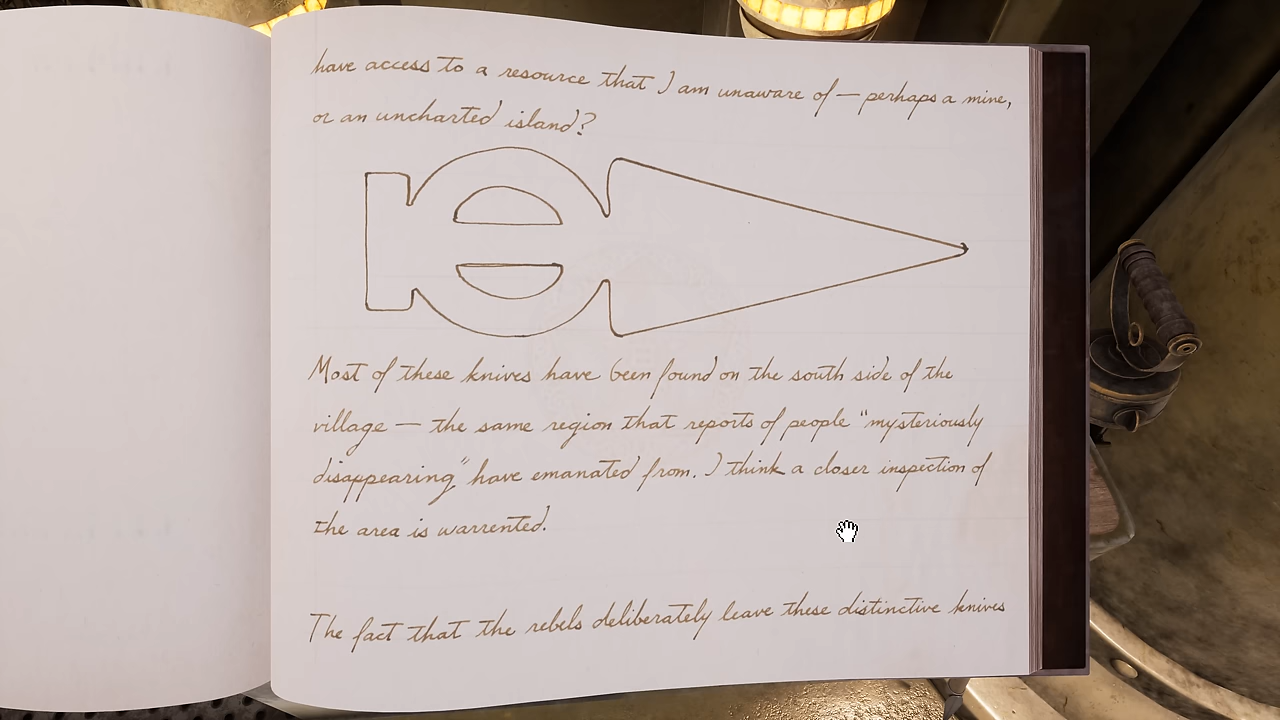 have access to a resource that I am unaware of — perhaps a mine,
or an uncharted island?
Most of these knives have been found on the south side of the
village — the same region that reports of people "mysteriously
disappearing" have emanated from. I think a closer inspection of
the area is warrented.
The fact that the rebels deliberately leave these distinctive knives